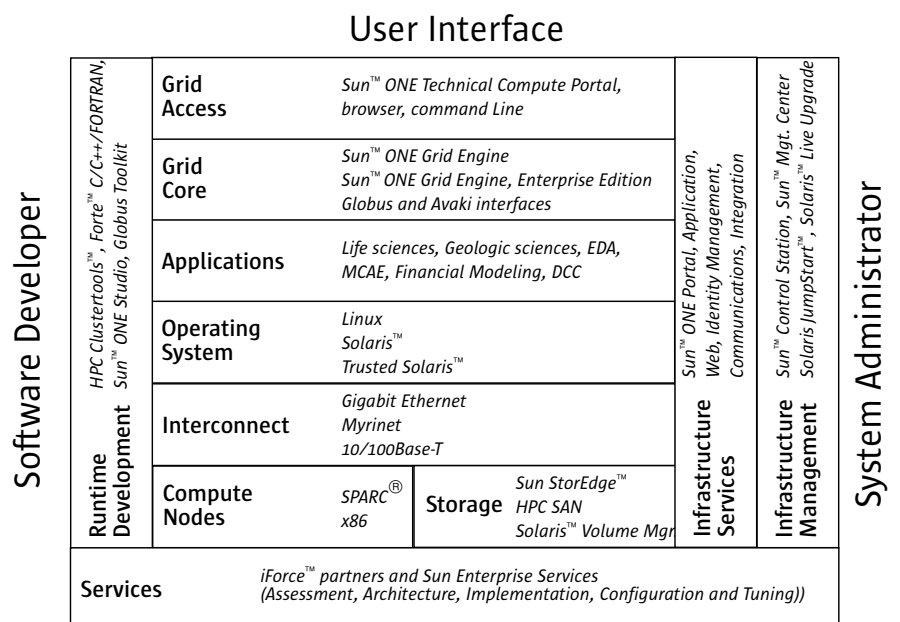 User Interface
Software Developer
HPC Clustertools™, Forte™ C/C++/FORTRAN,
Sun™ ONE Studio, Globus Toolkit
Runtime
Development
Grid
Access
Sun™ ONE Technical Compute Portal,
browser, command Line
Grid
Core
Sun™ ONE Grid Engine
Sun™ ONE Grid Engine, Enterprise Edition
Globus and Avaki interfaces
Applications
Life sciences, Geologic sciences, EDA,
MCAE, Financial Modeling, DCC
Operating
System
Linux
Solaris™
Trusted Solaris™
Interconnect
Gigabit Ethernet
Myrinet
10/100Base-T
Compute
Nodes
SPARC®
x86
Storage
Sun StorEdge™
HPC SAN
Solaris™ Volume Mgr
Sun™ ONE Portal, Application,
Web, Identity Management,
Communications, Integration
Infrastructure
Services
Sun™ Control Station, Sun™ Mgt. Center
Solaris JumpStart™, Solaris™ Live Upgrade
Infrastructure
Management
System Administrator
Services
iForce™ partners and Sun Enterprise Services
(Assessment, Architecture, Implementation, Configuration and Tuning))